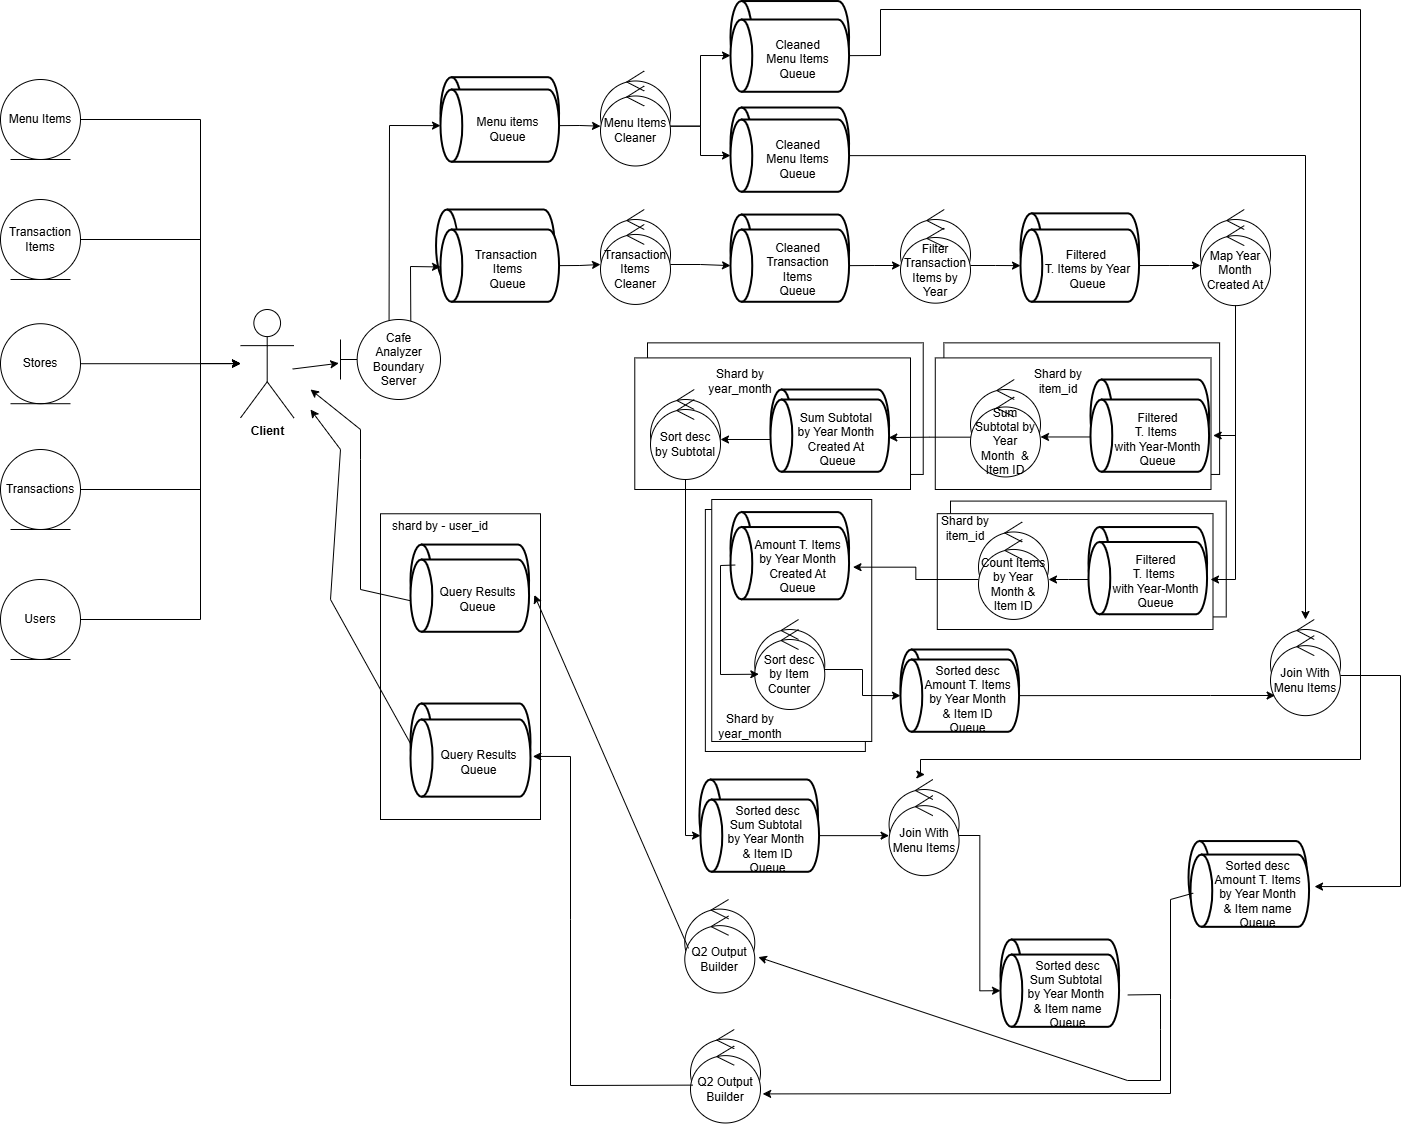 Menu Items
Transaction
Items
Stores
Transactions
Users
Client
Cafe
Analyzer
Boundary
Server
Menu items
Queue
Menu Items
Cleaner
Cleaned
Menu Items
Queue
Cleaned
Menu Items
Queue
Transaction
Items
Queue
Transaction
Items
Cleaner
Cleaned
Transaction
Items
Queue
Filter
Transaction
Items by
Year
Filtered
T. Items by Year
Queue
Map Year
Month
Created At
Shard by
year_month
Sort desc
by Subtotal
Sum Subtotal
by Year Month
Created At
Queue
Shard by
item_id
Sum
Subtotal by
Year
Month &
Item ID
Filtered
T. Items
with Year-Month
Queue
Shard by
item_id
Count Items
by Year
Month &
Item ID
Filtered
T. Items
with Year-Month
Queue
Amount T. Items
by Year Month
Created At
Queue
Sort desc
by Item
Counter
Shard by
year_month
Sorted desc
Amount T. Items
by Year Month
& Item ID
Queue
Join With
Menu Items
shard by - user_id
Query Results
Queue
Query Results
Queue
Sorted desc
Sum Subtotal
by Year Month
& Item ID
Queue
Join With
Menu Items
Sorted desc
Amount T. Items
by Year Month
& Item name
Queue
Sorted desc
Sum Subtotal
by Year Month
& Item name
Queue
Q2 Output
Builder
Q2 Output
Builder